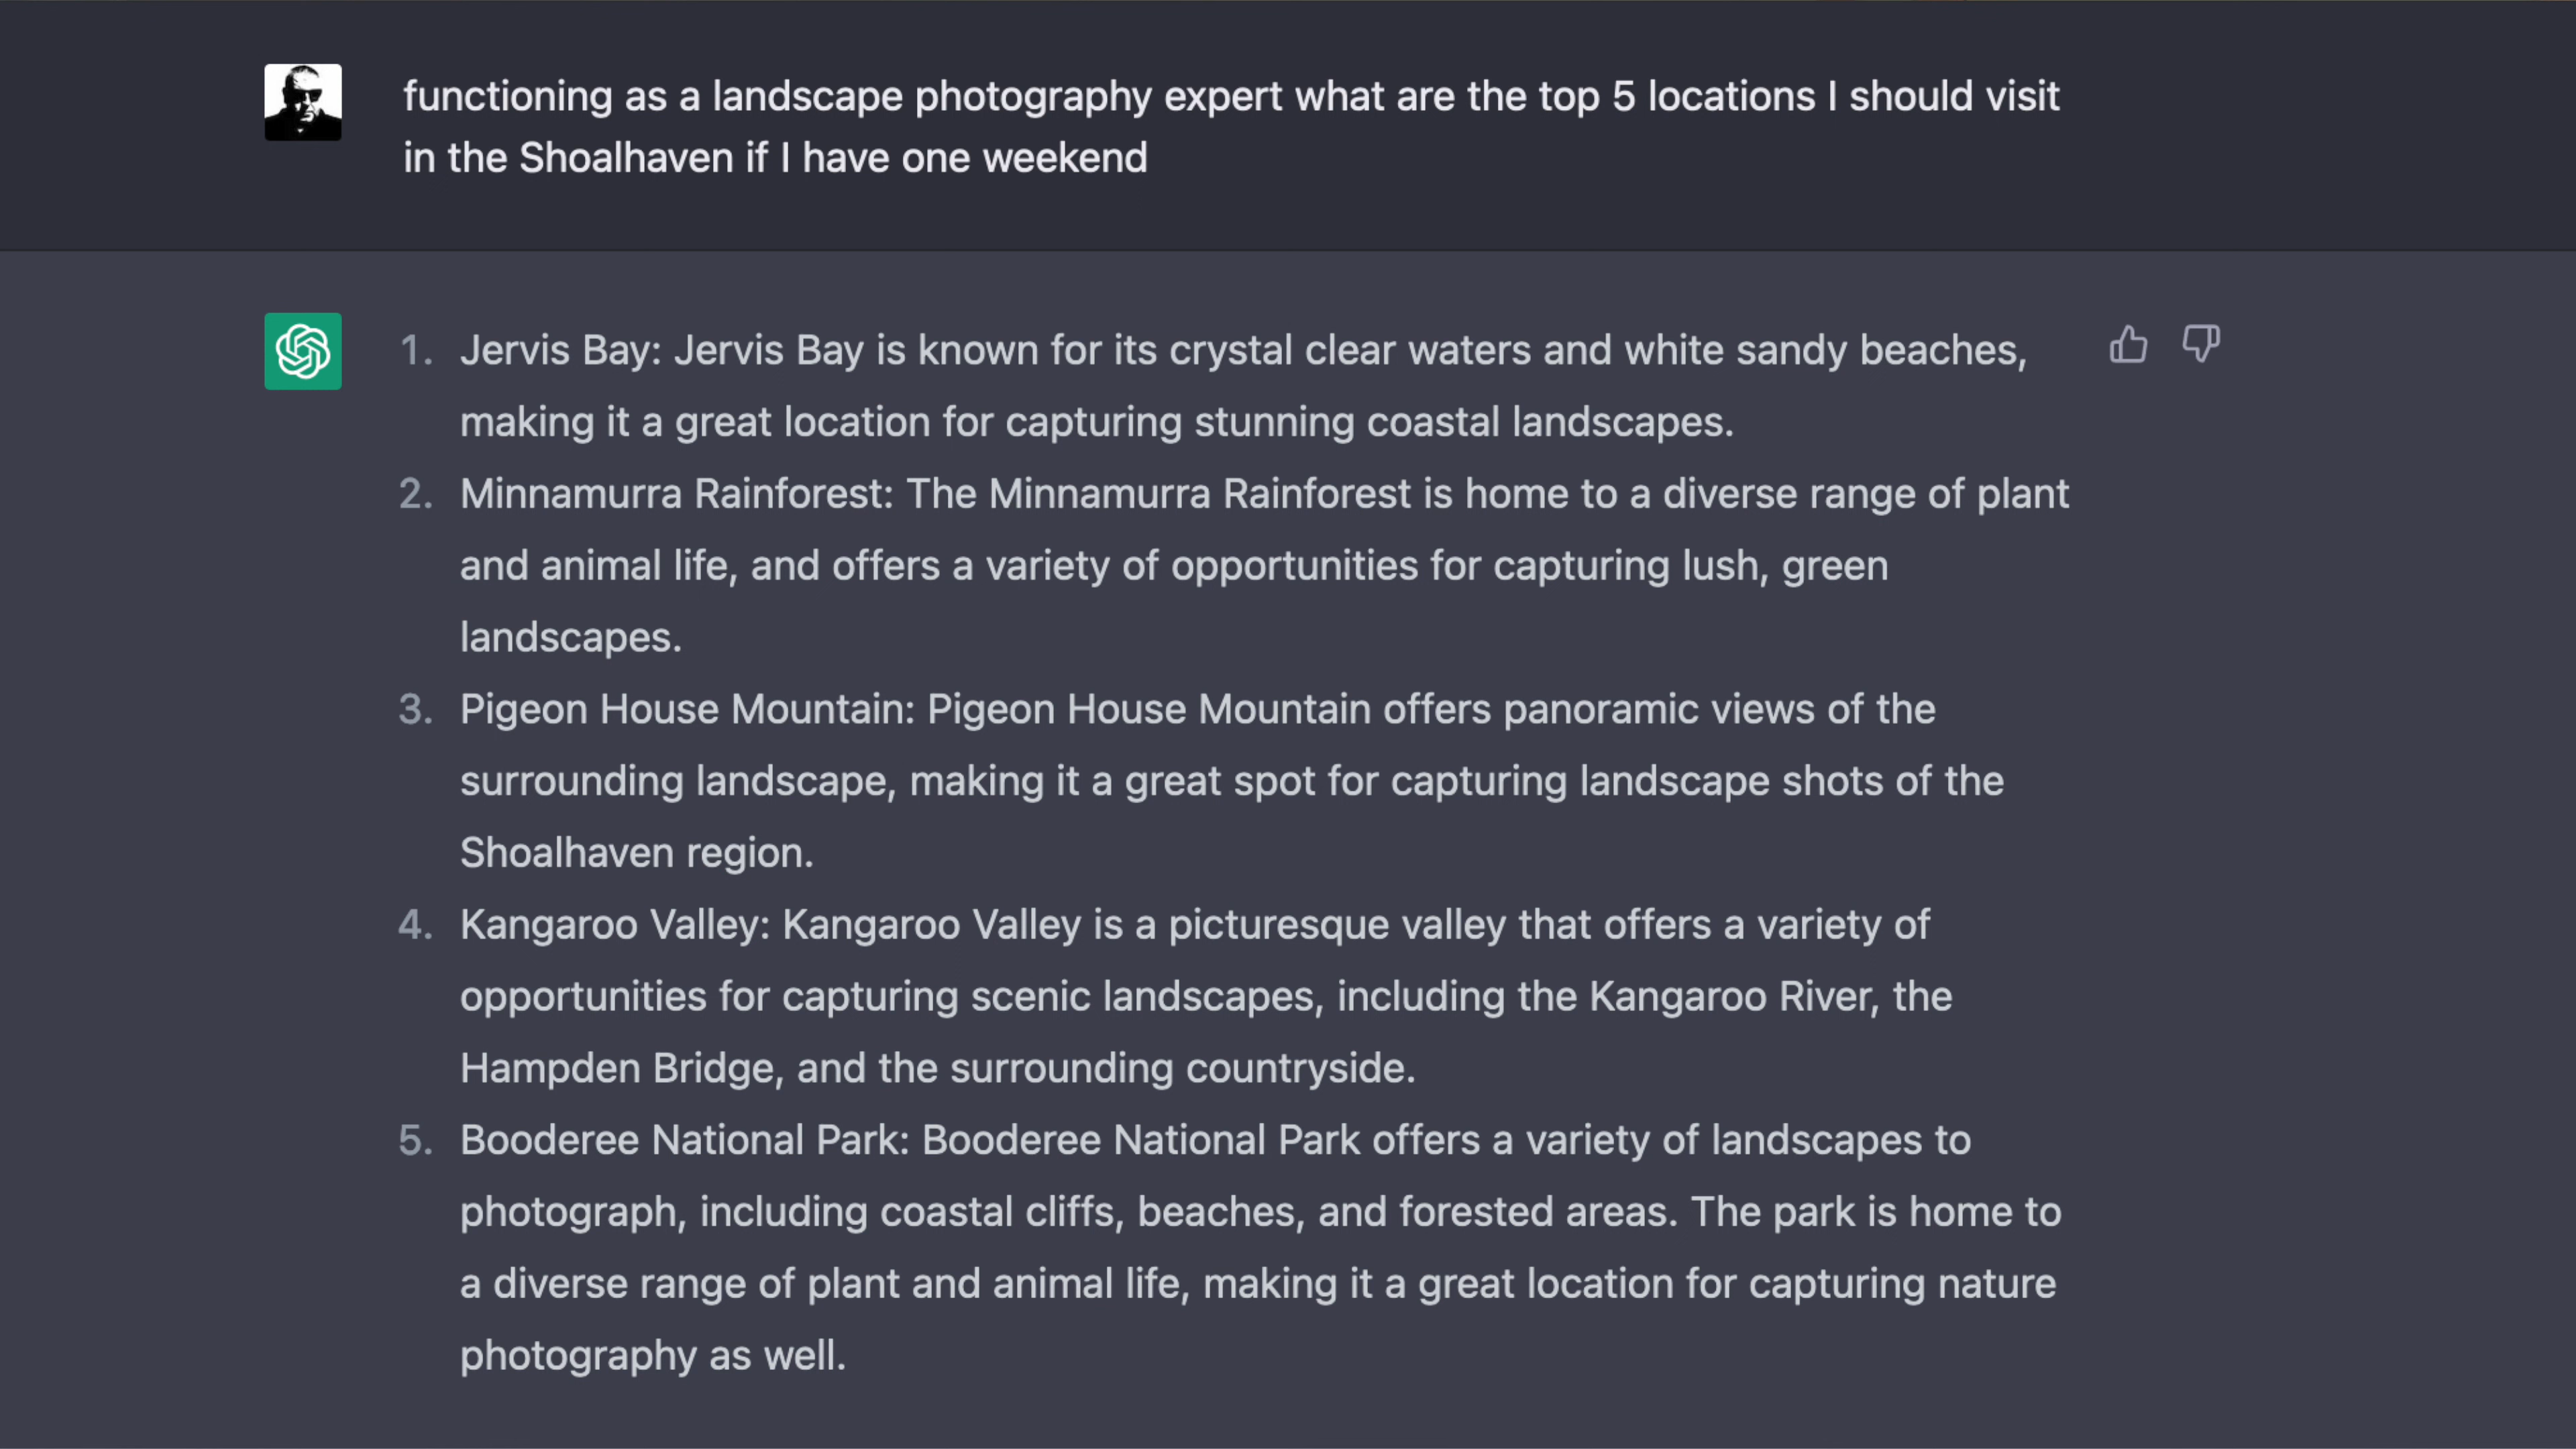 functioning as a landscape photography expert what are the top 5 locations I should visit
in the Shoalhaven if I have one weekend
1. Jervis Bay: Jervis Bay is known for its crystal clear waters and white sandy beaches,
making it a great location for capturing stunning coastal landscapes.
2. Minnamurra Rainforest: The Minnamurra Rainforest is home to a diverse range of plant
and animal life, and offers a variety of opportunities for capturing lush, green
landscapes.
3. Pigeon House Mountain: Pigeon House Mountain offers panoramic views of the
surrounding landscape, making it a great spot for capturing landscape shots of the
Shoalhaven region.
4. Kangaroo Valley: Kangaroo Valley is a picturesque valley that offers a variety of
opportunities for capturing scenic landscapes, including the Kangaroo River, the
Hampden Bridge, and the surrounding countryside.
5. Booderee National Park: Booderee National Park offers a variety of landscapes to
photograph, including coastal cliffs, beaches, and forested areas. The park is home to
a diverse range of plant and animal life, making it a great location for capturing nature
photography as well.